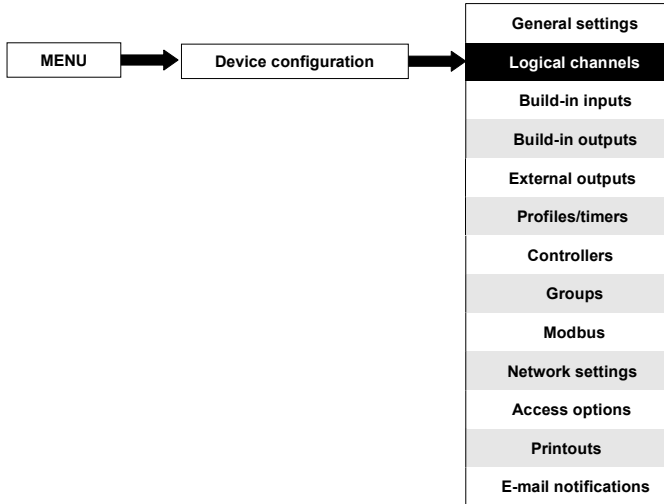 MENU
Device configuration
General settings
Logical channels
Build-in inputs
Build-in outputs
External outputs
Profiles/timers
Controllers
Groups
Modbus
Network settings
Access options
Printouts
E-mail notifications